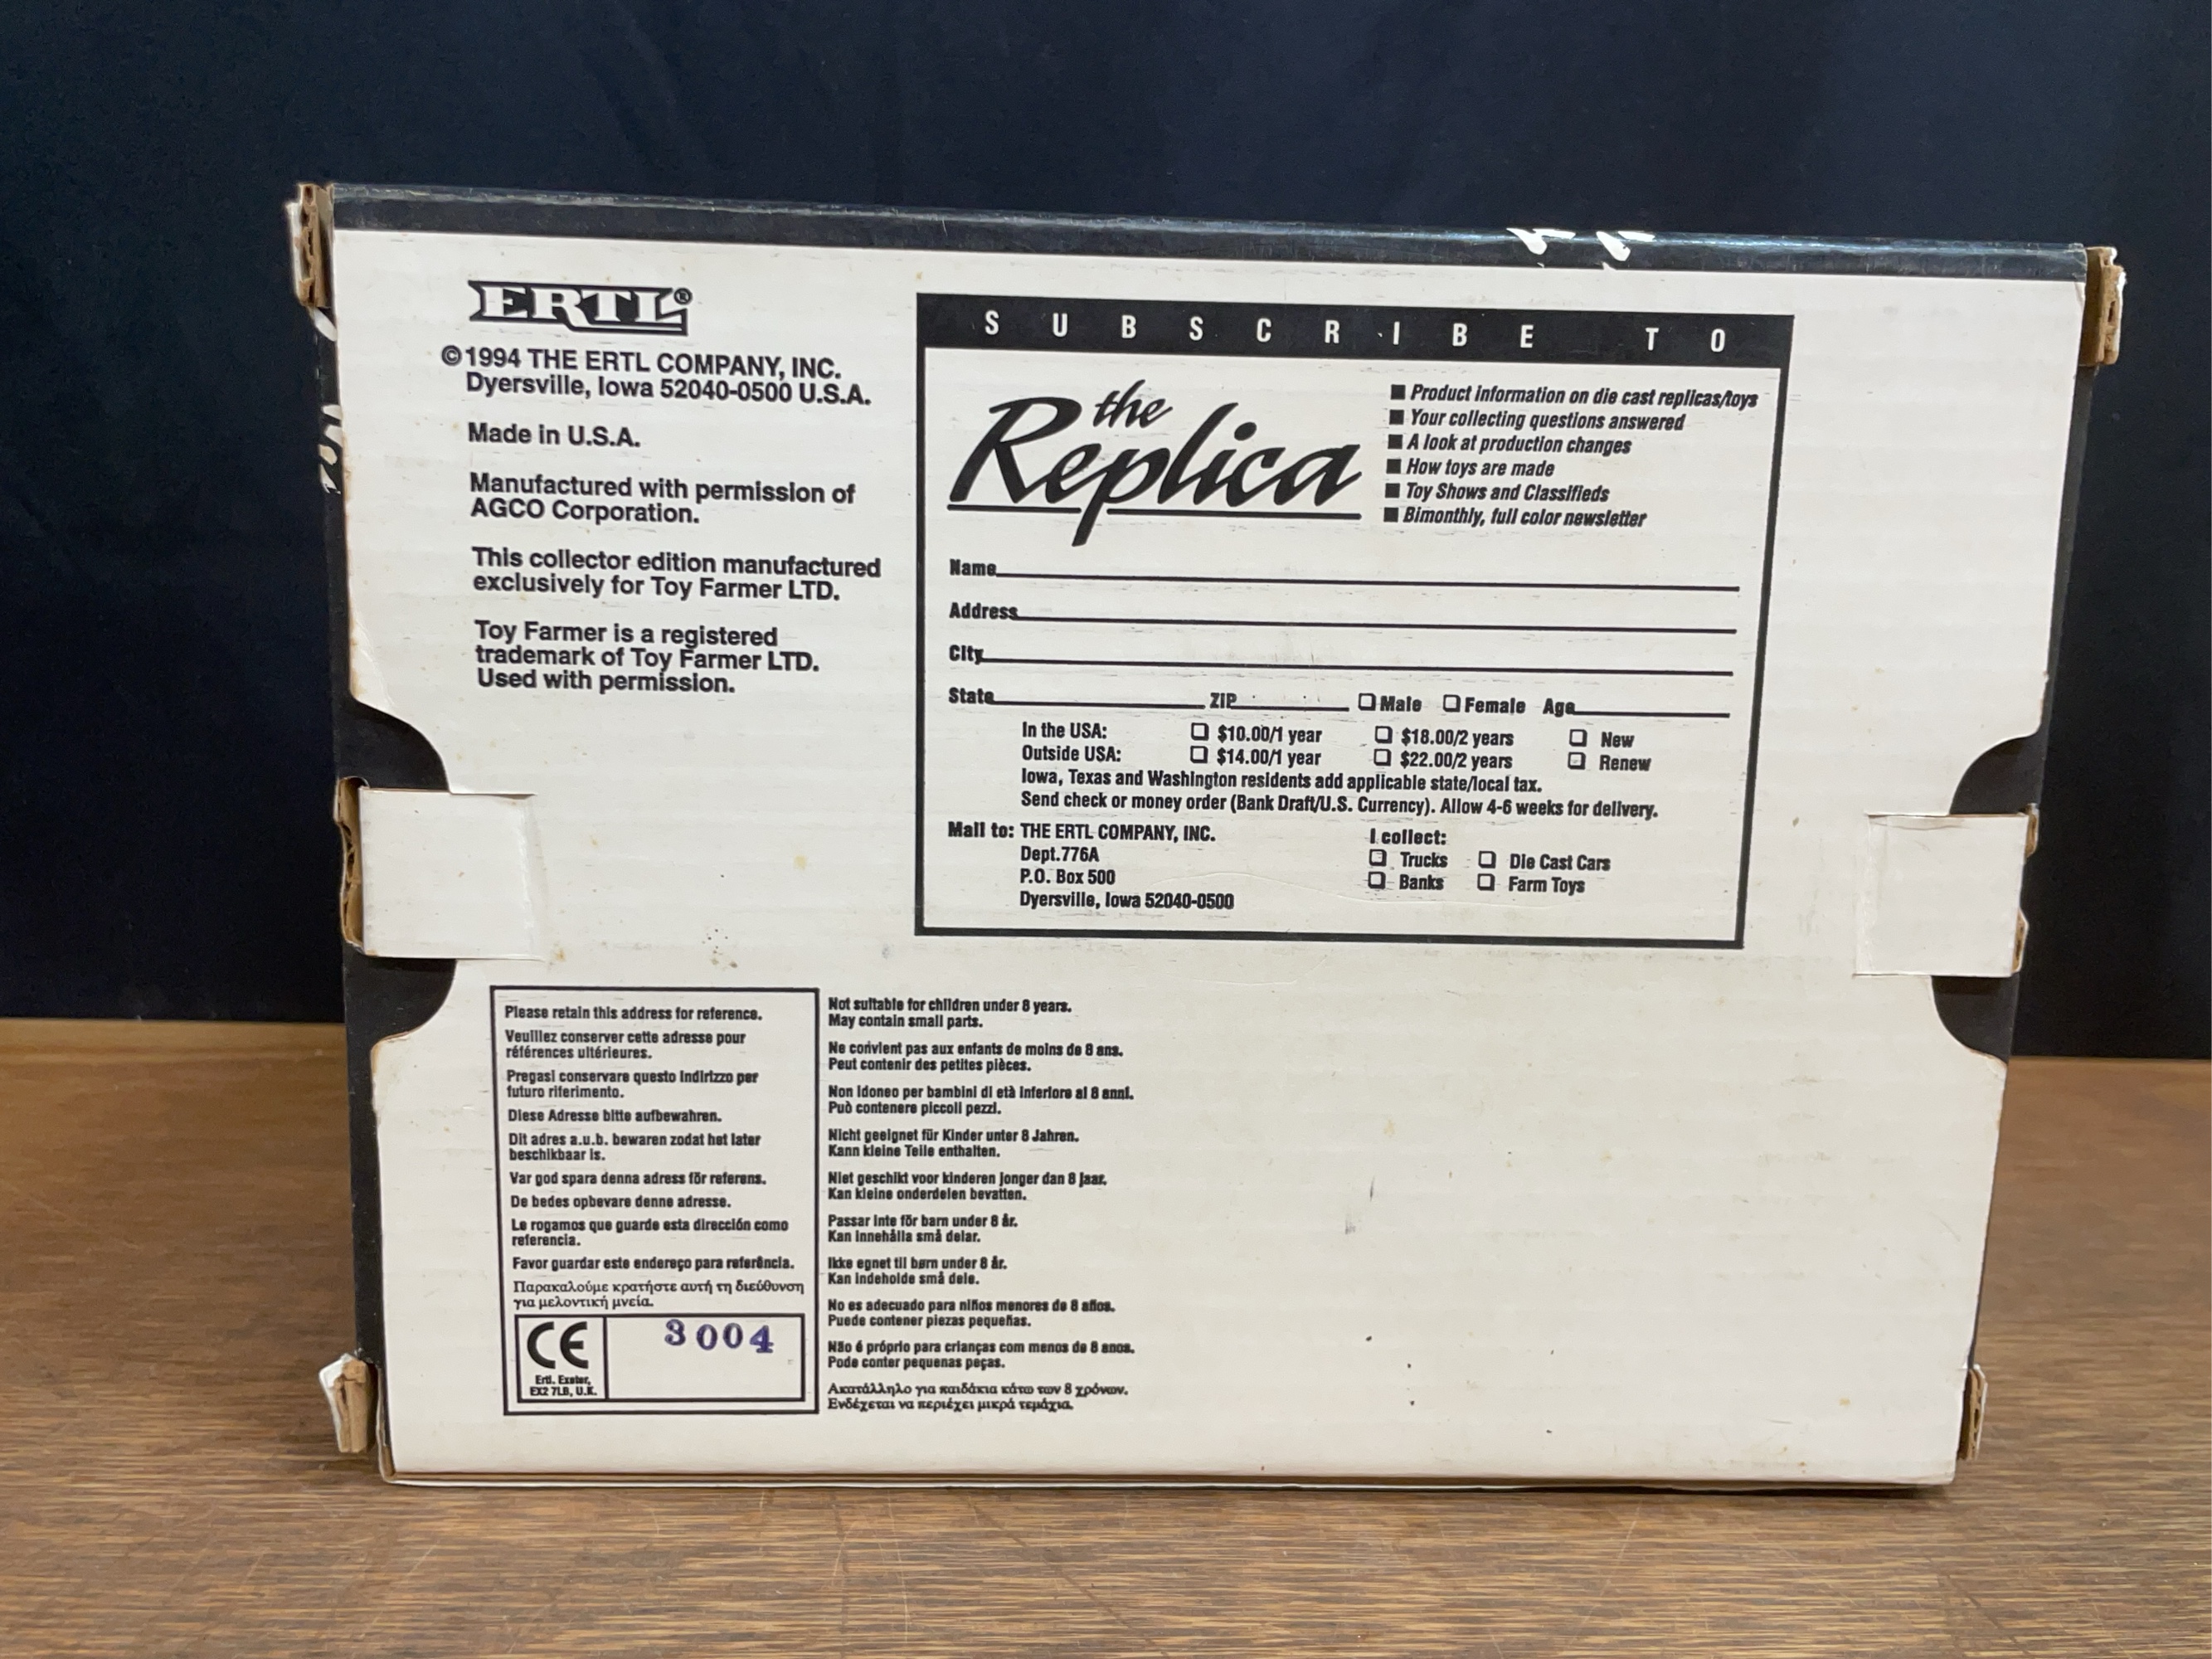 ERTL®
©1994 THE ERTL COMPANY, INC.
Dyersville, Iowa 52040-0500 U.S.A.
Made in U.S.A.
Manufactured with permission of
AGCO Corporation.
This collector edition manufactured
exclusively for Toy Farmer LTD.
Toy Farmer is a registered
trademark of Toy Farmer LTD.
Used with permission.
SUBSCRIBE TO
the
Replica
■ Product information on die cast replicas/toys
■ Your collecting questions answered
■ A look at production changes
■ How toys are made
■ Toy Shows and Classifieds
■ Bimonthly, full color newsletter
Name
Address
City
State ZIP ☐ Male ☐ Female Age
In the USA: ☐ $10.00/1 year ☐ $18.00/2 years ☐ New
Outside USA: ☐ $14.00/1 year ☐ $22.00/2 years ☐ Renew
Iowa, Texas and Washington residents add applicable state/local tax.
Send check or money order (Bank Draft/U.S. Currency). Allow 4-6 weeks for delivery.
Mail to: THE ERTL COMPANY, INC.
Dept.776A
P.O. Box 500
Dyersville, Iowa 52040-0500
I collect:
☐ Trucks ☐ Die Cast Cars
☐ Banks ☐ Farm Toys
Please retain this address for reference.
Veuillez conserver cette adresse pour
références ultérieures.
Pregasi conservare questo indirizzo per
futuro riferimento.
Diese Adresse bitte aufbewahren.
Dit adres a.u.b. bewaren zodat het later
beschikbaar is.
Var god spara denna adress för referens.
De bedes opbevare denne adresse.
Le rogamos que guarde esta dirección como
referencia.
Favor guardar este endereço para referência.
Παρακαλούμε κρατήστε αυτή τη διεύθυνση
για μελοντική μνεία.
CE
Ertl. Exeter,
EX2 7LB, U.K.
3004
Not suitable for children under 8 years.
May contain small parts.
Ne convient pas aux enfants de moins de 8 ans.
Peut contenir des petites pièces.
Non idoneo per bambini di età inferiore ai 8 anni.
Può contenere piccoli pezzi.
Nicht geeignet für Kinder unter 8 Jahren.
Kann kleine Teile enthalten.
Niet geschikt voor kinderen jonger dan 8 jaar.
Kan kleine onderdelen bevatten.
Passar inte för barn under 8 år.
Kan innehålla små delar.
Ikke egnet til børn under 8 år.
Kan indeholde små dele.
No es adecuado para niños menores de 8 años.
Puede contener piezas pequeñas.
Não é próprio para crianças com menos de 8 anos.
Pode conter pequenas peças.
Ακατάλληλο για παιδάκια κάτω των 8 χρόνων.
Ενδέχεται να περιέχει μικρά τεμάχια.